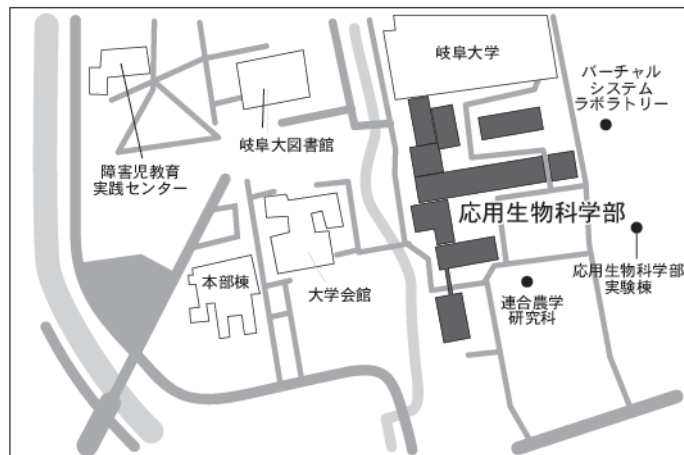 岐阜大学
バーチャル
システム
ラボラトリー
岐阜大図書館
障害児教育
実践センター
応用生物科学部
本部棟
大学会館
連合農学
研究科
応用生物科学部
実験棟